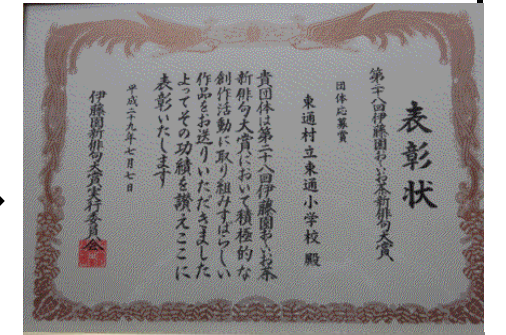 表彰状
第二十八回伊藤園おーいお茶新俳句大賞
団体応募賞
東通村立東通小学校 殿
貴団体は第二十八回伊藤園おーいお茶
新俳句大賞において積極的な
創作活動に取り組みすばらしい
作品をお送りいただきました
よってその功績を讃えここに
表彰いたします
平成二十九年七月七日
伊藤園新俳句大賞実行委員会